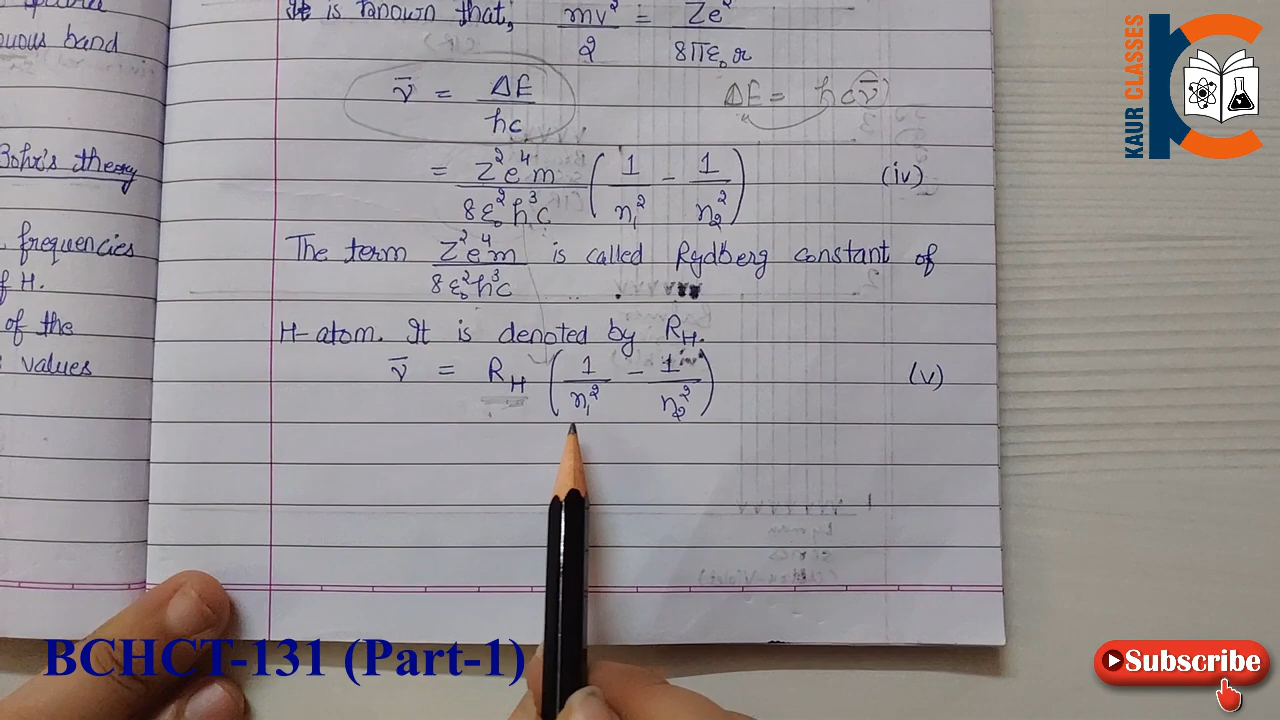 uous band
Bohr's theory
frequencies
of H.
of the
values
It is known that, mv²/2 = Ze²/8πε₀r
ν̄ = ΔE/hc
ΔE = hcν̄
= Z²e⁴m/8ε₀²h³c (1/n₁² − 1/n₂²) (iv)
The term Z²e⁴m/8ε₀²h³c is called Rydberg constant of
H-atom. It is denoted by R_H.
ν̄ = R_H (1/n₁² − 1/n₂²) (v)
KAUR CLASSES
BCHCT-131 (Part-1)
Subscribe